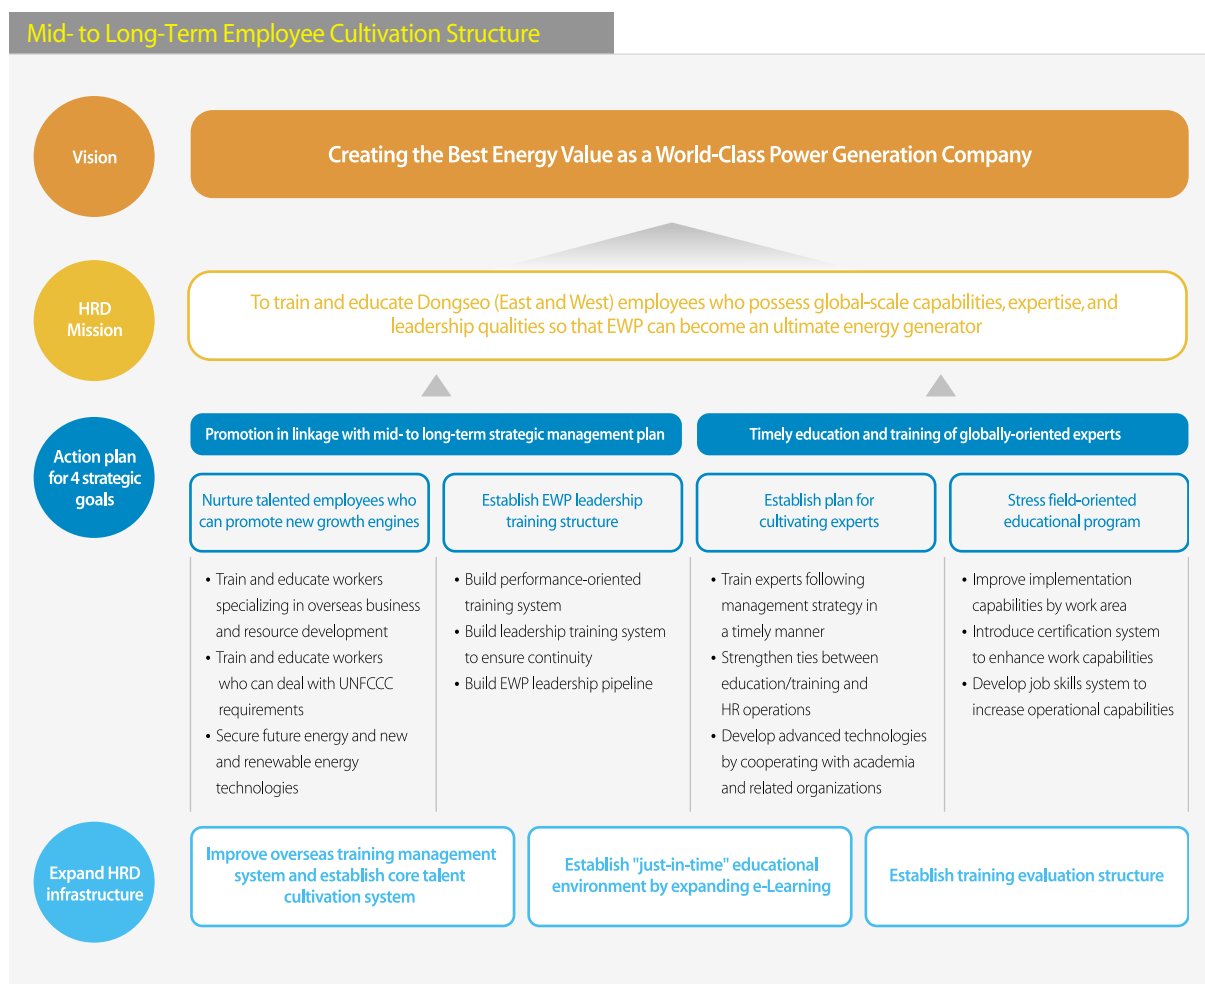 Mid- to Long-Term Employee Cultivation Structure
Vision
Creating the Best Energy Value as a World-Class Power Generation Company
HRD
Mission
To train and educate Dongseo (East and West) employees who possess global-scale capabilities, expertise, and
leadership qualities so that EWP can become an ultimate energy generator
Action plan
for 4 strategic
goals
Promotion in linkage with mid- to long-term strategic management plan
Timely education and training of globally-oriented experts
Nurture talented employees who
can promote new growth engines
Establish EWP leadership
training structure
Establish plan for
cultivating experts
Stress field-oriented
educational program
• Train and educate workers
specializing in overseas business
and resource development
• Train and educate workers
who can deal with UNFCCC
requirements
• Secure future energy and new
and renewable energy
technologies
• Build performance-oriented
training system
• Build leadership training system
to ensure continuity
• Build EWP leadership pipeline
• Train experts following
management strategy in
a timely manner
• Strengthen ties between
education/training and
HR operations
• Develop advanced technologies
by cooperating with academia
and related organizations
• Improve implementation
capabilities by work area
• Introduce certification system
to enhance work capabilities
• Develop job skills system to
increase operational capabilities
Expand HRD
infrastructure
Improve overseas training management
system and establish core talent
cultivation system
Establish "just-in-time" educational
environment by expanding e-Learning
Establish training evaluation structure